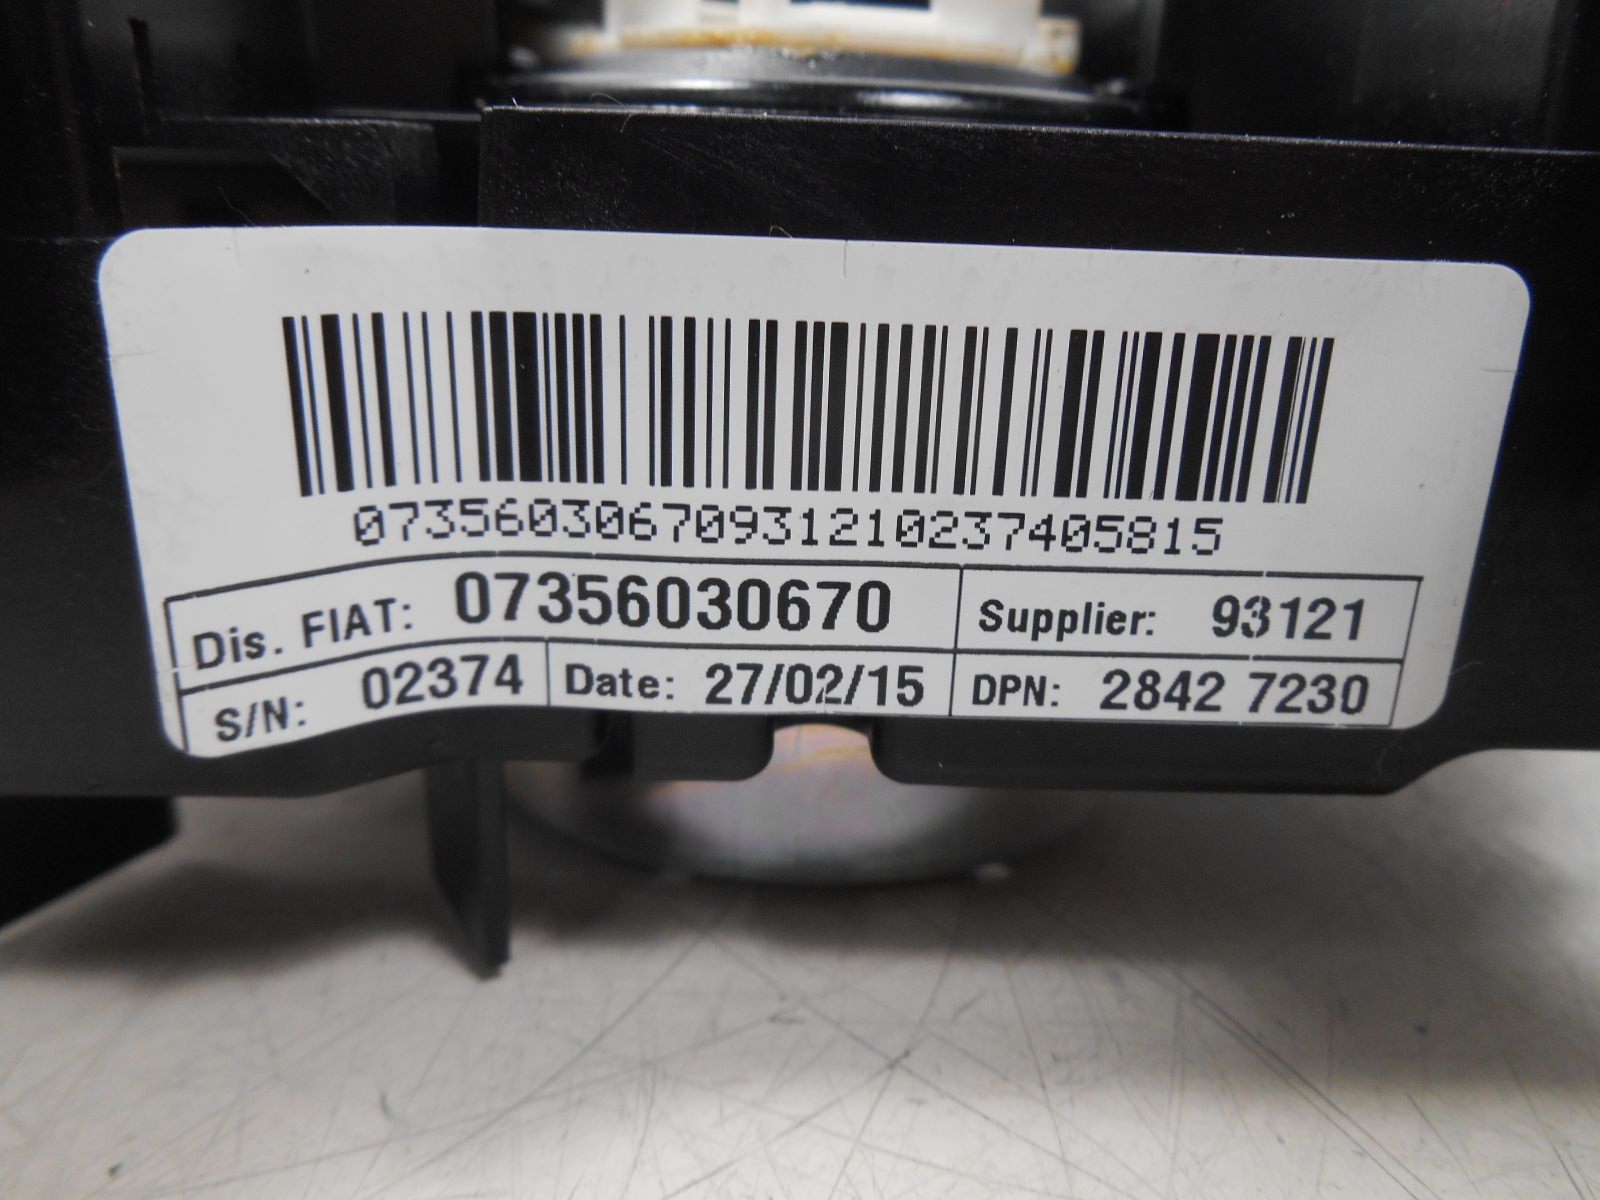 07356030670931210237405815
Dis. FIAT: 07356030670 Supplier: 93121
S/N: 02374 Date: 27/02/15 DPN: 2842 7230